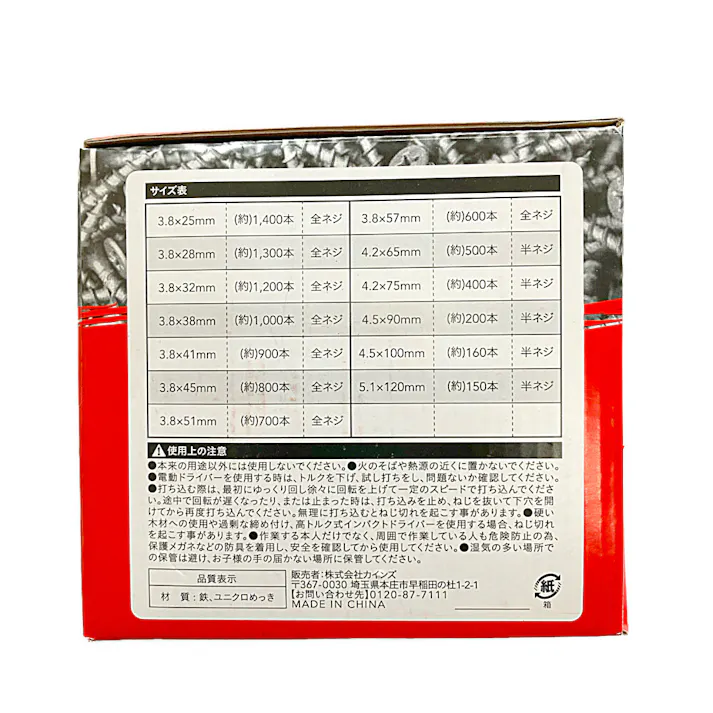 サイズ表
3.8×25mm (約)1,400本 全ネジ 3.8×57mm (約)600本 全ネジ
3.8×28mm (約)1,300本 全ネジ 4.2×65mm (約)500本 半ネジ
3.8×32mm (約)1,200本 全ネジ 4.2×75mm (約)400本 半ネジ
3.8×38mm (約)1,000本 全ネジ 4.5×90mm (約)200本 半ネジ
3.8×41mm (約)900本 全ネジ 4.5×100mm (約)160本 半ネジ
3.8×45mm (約)800本 全ネジ 5.1×120mm (約)150本 半ネジ
3.8×51mm (約)700本 全ネジ
使用上の注意
●本来の用途以外には使用しないでください。●火のそばや熱源の近くに置かないでください。
●電動ドライバーを使用する時は、トルクを下げ、試し打ちをし、問題ないか確認してください。
●打ち込む際は、最初にゆっくり回し徐々に回転を上げて一定のスピードで打ち込んでくださ
い。途中で回転が遅くなったり、または止まった時は、打ち込みを止め、ねじを抜いて下穴を開
けてから再度打ち込んでください。無理に打ち込むとねじ切れを起こす事があります。●硬い
木材への使用や過剰な締め付け、高トルク式インパクトドライバーを使用する場合、ねじ切れ
を起こす事があります。●作業する本人だけでなく、周囲で作業している人も危険防止の為、
保護メガネなどの防具を着用し、安全を確認してから使用してください。●湿気の多い場所で
の保管は避け、お子様の手の届かない場所に保管してください。
品質表示
材 質：鉄、ユニクロめっき
販売者：株式会社カインズ
〒367-0030 埼玉県本庄市早稲田の杜1-2-1
【お問い合わせ先】0120-87-7111
MADE IN CHINA
紙
箱